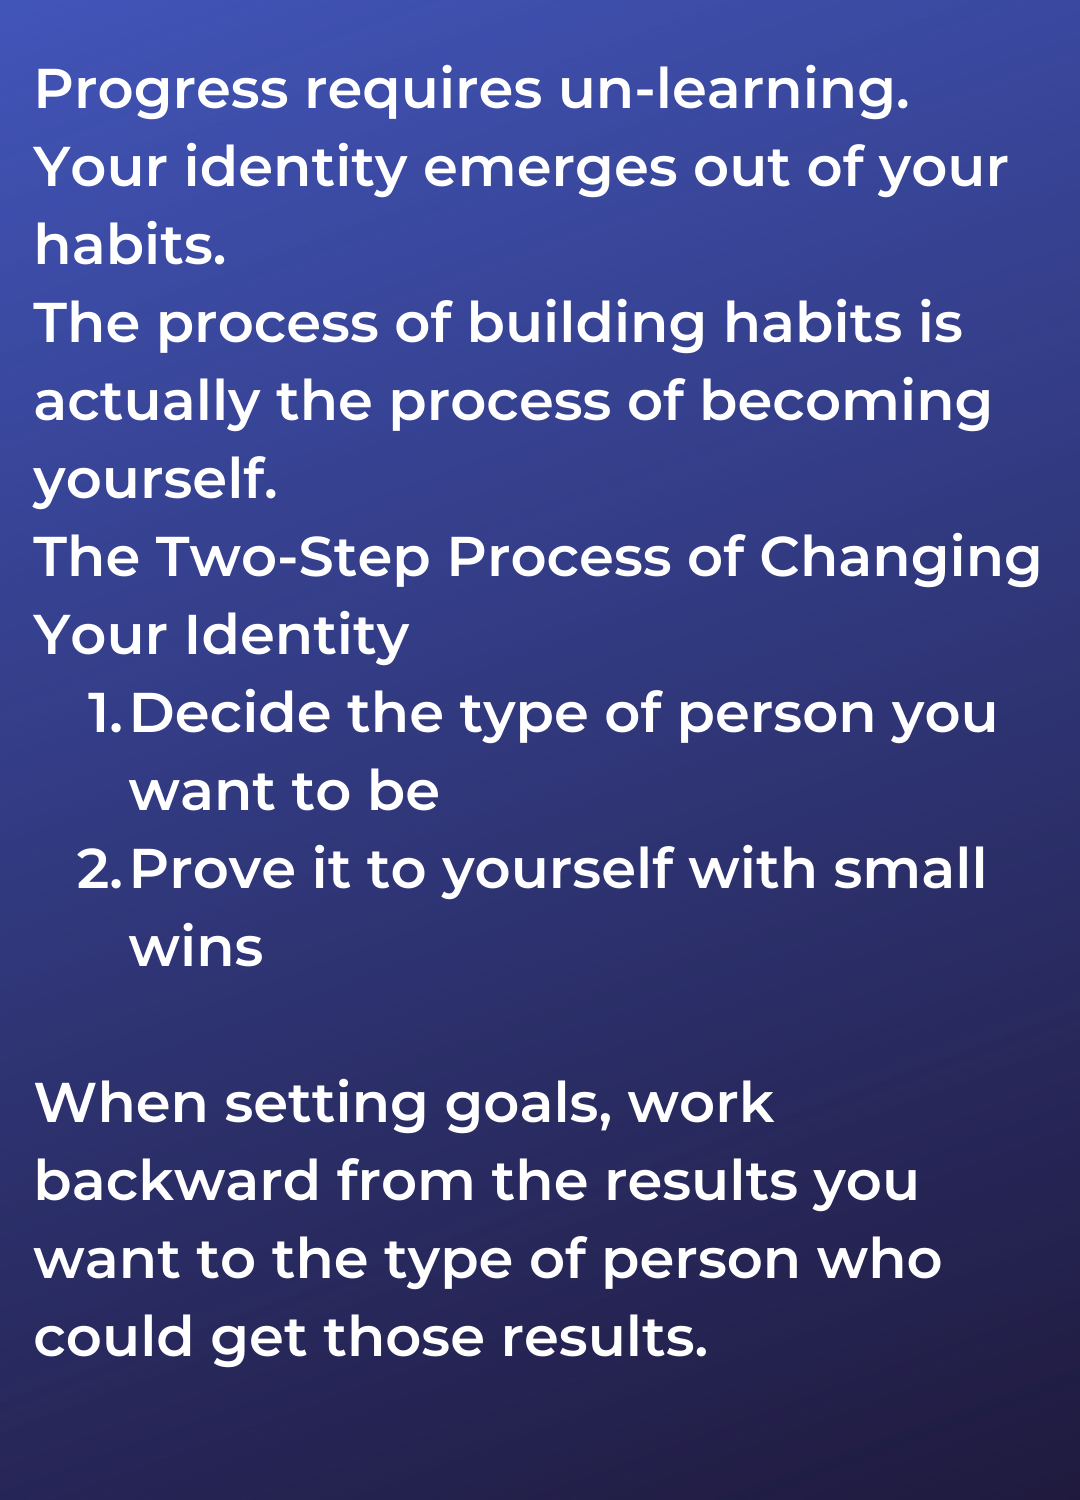 Progress requires un-learning.
Your identity emerges out of your
habits.
The process of building habits is
actually the process of becoming
yourself.
The Two-Step Process of Changing
Your Identity
1. Decide the type of person you
want to be
2. Prove it to yourself with small
wins
When setting goals, work
backward from the results you
want to the type of person who
could get those results.